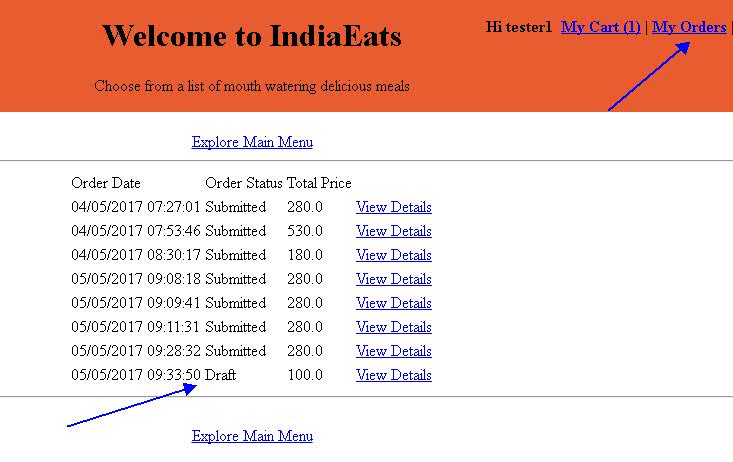 Welcome to IndiaEats
Hi tester1 My Cart (1) | My Orders |
Choose from a list of mouth watering delicious meals
Explore Main Menu
Order Date Order Status Total Price
04/05/2017 07:27:01 Submitted 280.0 View Details
04/05/2017 07:53:46 Submitted 530.0 View Details
04/05/2017 08:30:17 Submitted 180.0 View Details
05/05/2017 09:08:18 Submitted 280.0 View Details
05/05/2017 09:09:41 Submitted 280.0 View Details
05/05/2017 09:11:31 Submitted 280.0 View Details
05/05/2017 09:28:32 Submitted 280.0 View Details
05/05/2017 09:33:50 Draft 100.0 View Details
Explore Main Menu